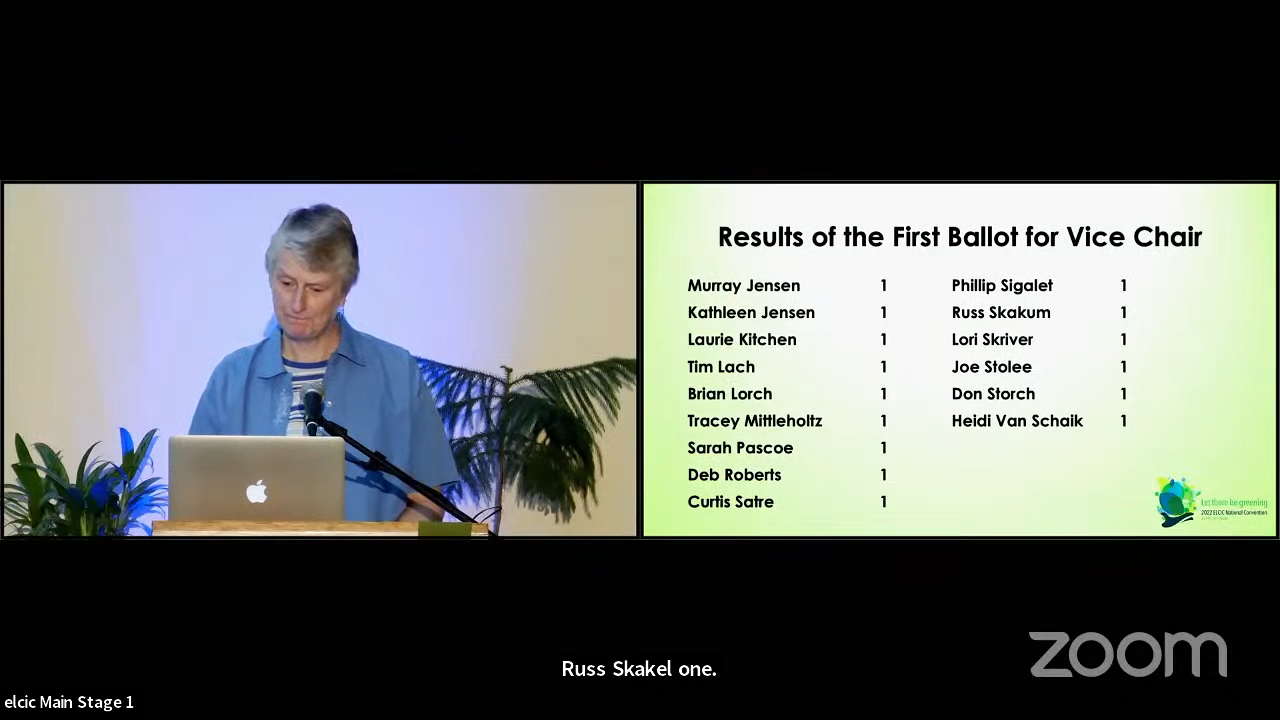 Results of the First Ballot for Vice Chair
Murray Jensen 1 Phillip Sigalet 1
Kathleen Jensen 1 Russ Skakum 1
Laurie Kitchen 1 Lori Skriver 1
Tim Lach 1 Joe Stolee 1
Brian Lorch 1 Don Storch 1
Tracey Mittleholtz 1 Heidi Van Schaik 1
Sarah Pascoe 1
Deb Roberts 1
Curtis Satre 1
Let there be greening
2022 ELCIC National Convention
Russ Skakel one.
zoom
elcic Main Stage 1